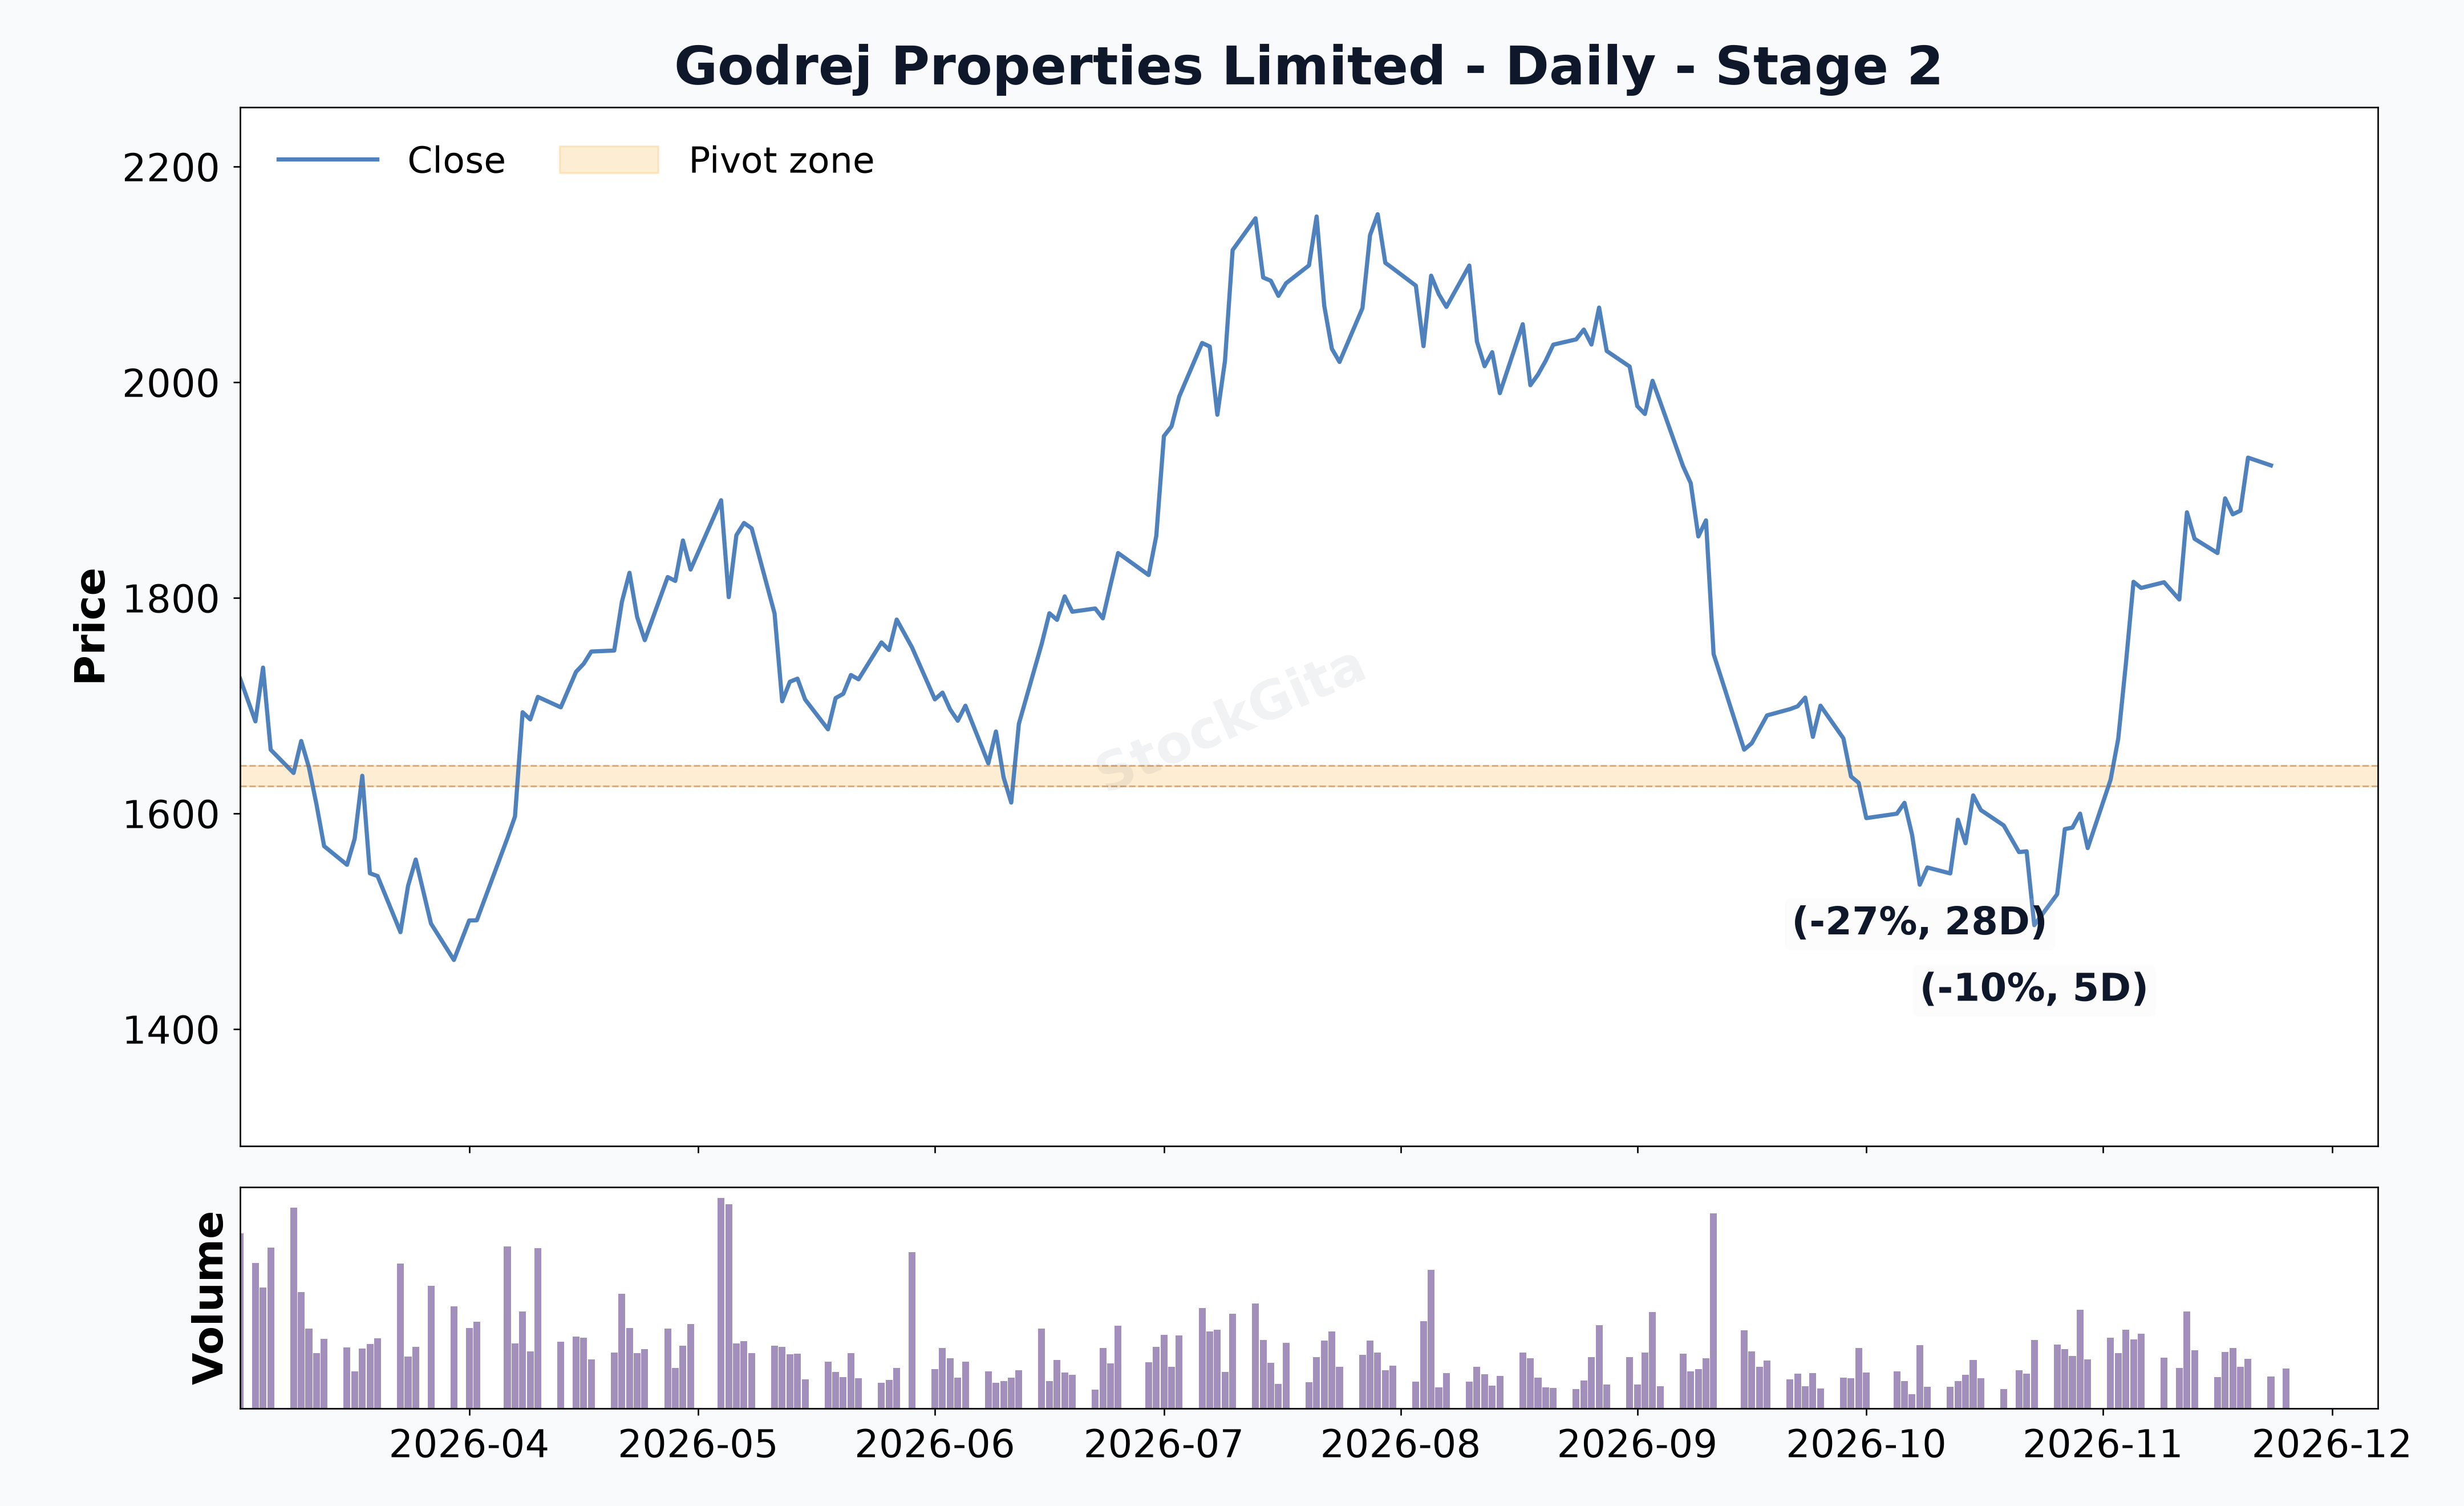 Godrej Properties Limited - Daily - Stage 2
Close
Pivot zone
2200
2000
1800
1600
1400
Price
StockGita
(-27%, 28D)
(-10%, 5D)
Volume
2026-04
2026-05
2026-06
2026-07
2026-08
2026-09
2026-10
2026-11
2026-12